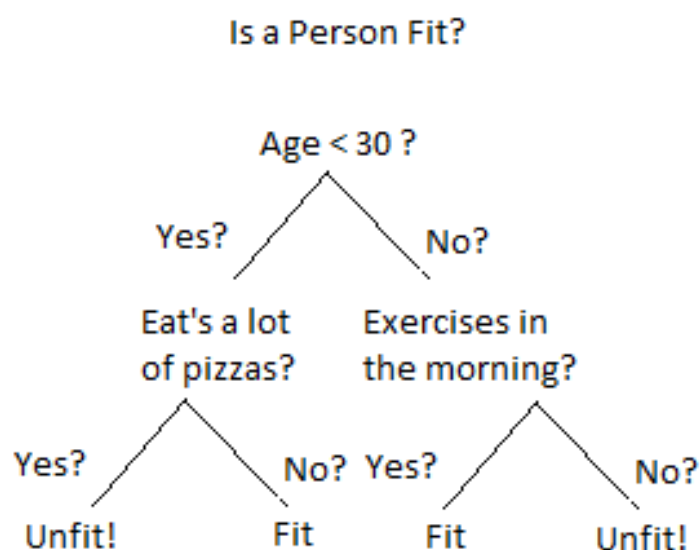 Is a Person Fit?
Age < 30 ?
Yes?
No?
Eat's a lot
of pizzas?
Exercises in
the morning?
Yes?
No?
Yes?
No?
Unfit!
Fit
Fit
Unfit!